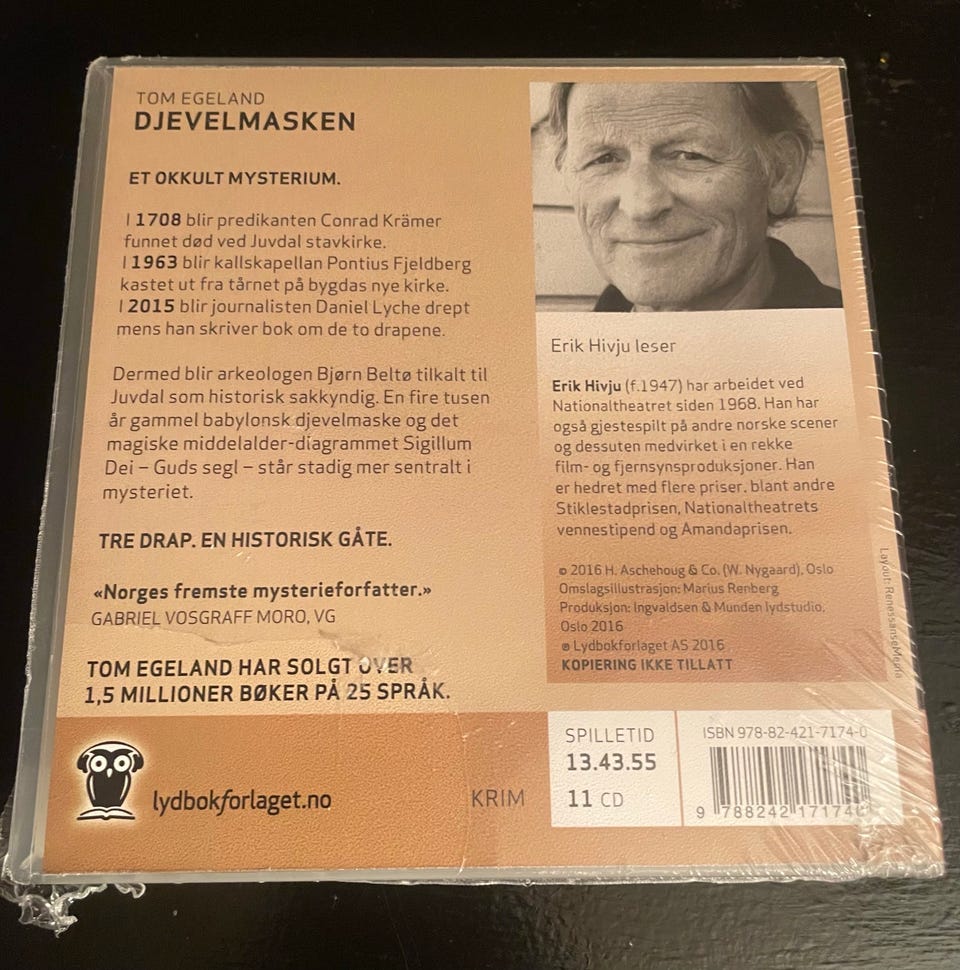 TOM EGELAND
DJEVELMASKEN
ET OKKULT MYSTERIUM.
I 1708 blir predikanten Conrad Krämer
funnet død ved Juvdal stavkirke.
I 1963 blir kallskapellan Pontius Fjeldberg
kastet ut fra tårnet på bygdas nye kirke.
I 2015 blir journalisten Daniel Lyche drept
mens han skriver bok om de to drapene.
Dermed blir arkeologen Bjørn Beltø tilkalt til
Juvdal som historisk sakkyndig. En fire tusen
år gammel babylonsk djevelmaske og det
magiske middelalder-diagrammet Sigillum
Dei – Guds segl – står stadig mer sentralt i
mysteriet.
TRE DRAP. EN HISTORISK GÅTE.
«Norges fremste mysterieforfatter.»
GABRIEL VOSGRAFF MORO, VG
TOM EGELAND HAR SOLGT OVER
1,5 MILLIONER BØKER PÅ 25 SPRÅK.
lydbokforlaget.no
KRIM
Erik Hivju leser
Erik Hivju (f.1947) har arbeidet ved
Nationaltheatret siden 1968. Han har
også gjestespilt på andre norske scener
og dessuten medvirket i en rekke
film- og fjernsynsproduksjoner. Han
er hedret med flere priser, blant andre
Stiklestadprisen, Nationaltheatrets
vennestipend og Amandaprisen.
© 2016 H. Aschehoug & Co. (W. Nygaard), Oslo
Omslagsillustrasjon: Marius Renberg
Produksjon: Ingvaldsen & Munden lydstudio,
Oslo 2016
℗ Lydbokforlaget AS 2016
KOPIERING IKKE TILLATT
Layout: RenessanseMedia
SPILLETID
13.43.55
11 CD
ISBN 978-82-421-7174-0
9 788242 171740